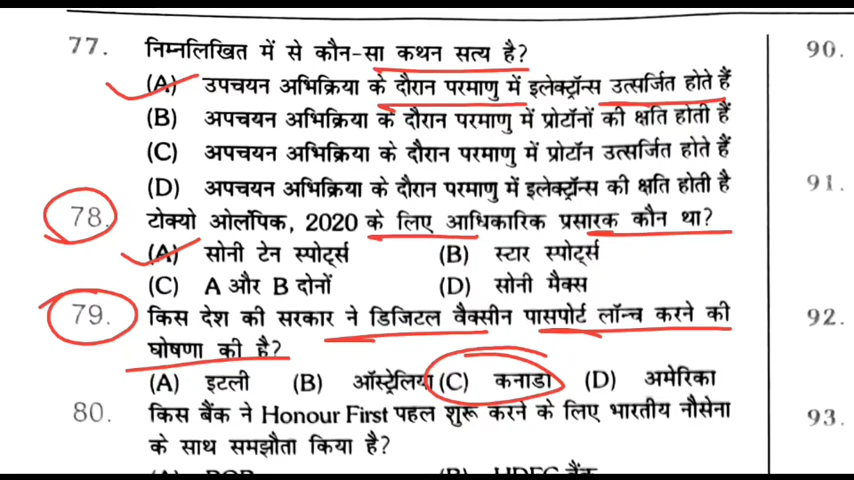 77. निम्नलिखित में से कौन-सा कथन सत्य है?
(A) उपचयन अभिक्रिया के दौरान परमाणु में इलेक्ट्रॉन्स उत्सर्जित होते हैं
(B) अपचयन अभिक्रिया के दौरान परमाणु में प्रोटॉनों की क्षति होती हैं
(C) अपचयन अभिक्रिया के दौरान परमाणु में प्रोटॉन उत्सर्जित होते हैं
(D) अपचयन अभिक्रिया के दौरान परमाणु में इलेक्ट्रॉन्स की क्षति होती है
78. टोक्यो ओलंपिक, 2020 के लिए आधिकारिक प्रसारक कौन था?
(A) सोनी टेन स्पोर्ट्स (B) स्टार स्पोर्ट्स
(C) A और B दोनों (D) सोनी मैक्स
79. किस देश की सरकार ने डिजिटल वैक्सीन पासपोर्ट लॉन्च करने की
घोषणा की है?
(A) इटली (B) ऑस्ट्रेलिया (C) कनाडा (D) अमेरिका
80. किस बैंक ने Honour First पहल शुरू करने के लिए भारतीय नौसेना
के साथ समझौता किया है?
90.
91.
92.
93.